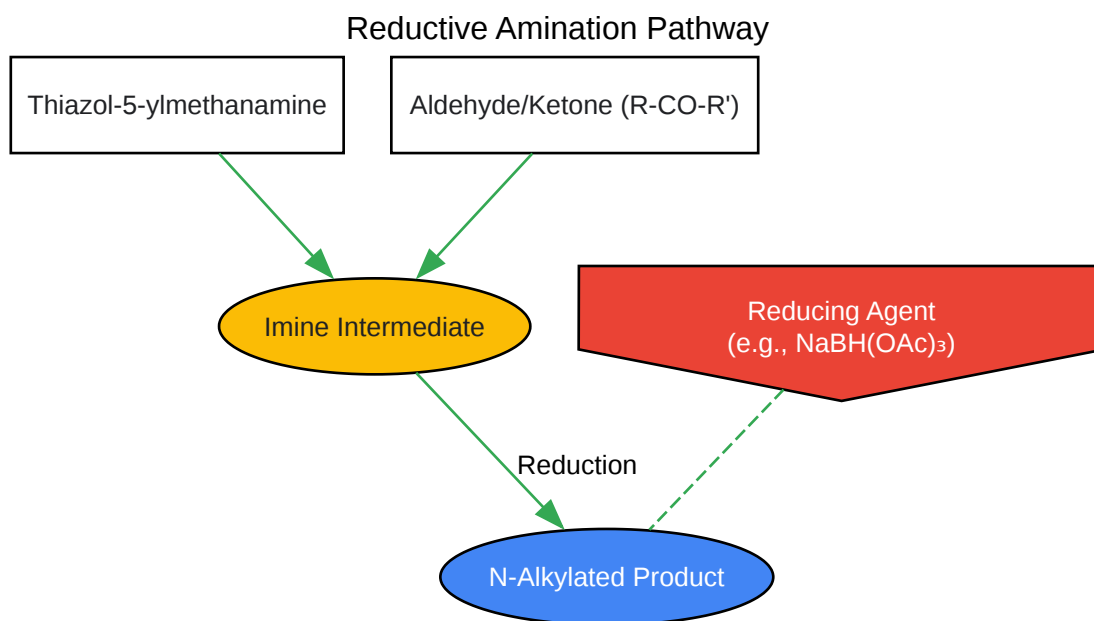 Reductive Amination Pathway
Thiazol-5-ylmethanamine
Aldehyde/Ketone (R-CO-R')
Imine Intermediate
Reducing Agent
(e.g., NaBH(OAc)₃)
Reduction
N-Alkylated Product